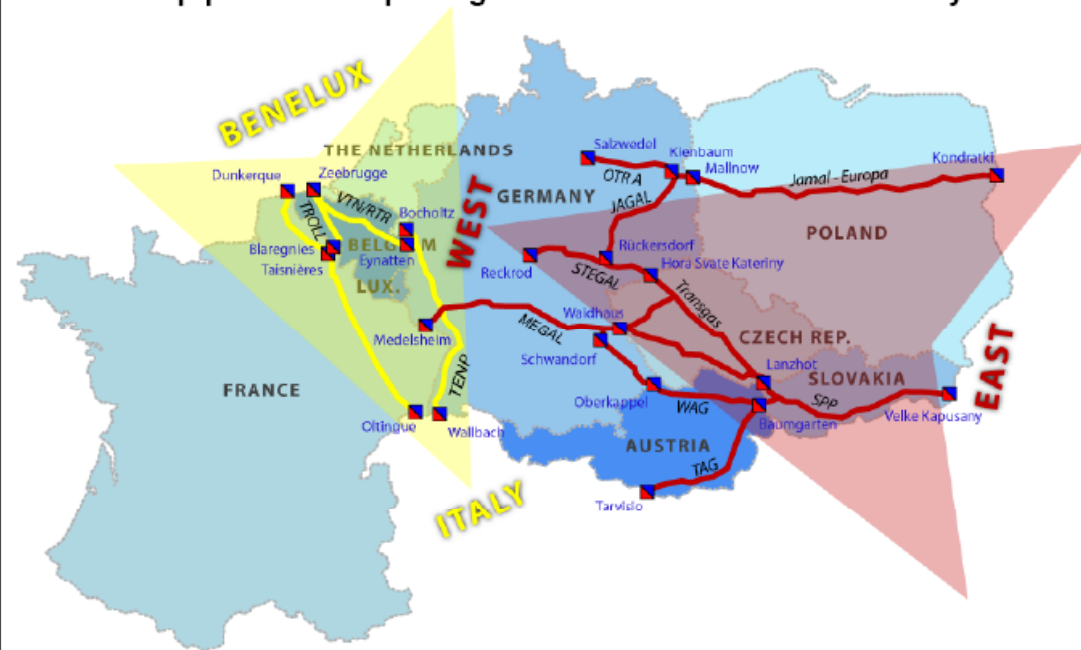 BENELUX
THE NETHERLANDS
Dunkerque
Zeebrugge
TROLL
VTN/RTR
Bocholtz
Blaregnies
BELGIUM
Taisnières
Eynatten
LUX.
WEST
GERMANY
Salzwedel
Kienbaum
Mallnow
OTRA
JAGAL
Jamal-Europa
Kondratki
POLAND
Rückersdorf
Reckrod
STEGAL
Hora Svate Kateriny
Transgas
Medelsheim
MEGAL
Waidhaus
Schwandorf
CZECH REP.
Lanzhot
SLOVAKIA
EAST
FRANCE
TENP
Oberkappel
WAG
SPP
Velke Kapusany
Baumgarten
Oltingue
Wallbach
AUSTRIA
TAG
Tarvisio
ITALY